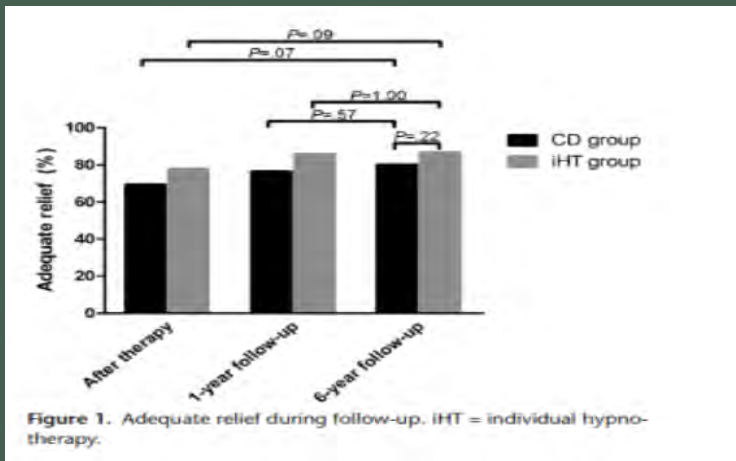 P=.09
P=.07
P=1.00
P=.57
P=.22
100
80
60
40
20
0
Adequate relief (%)
CD group
iHT group
After therapy
1-year follow-up
6-year follow-up
Figure 1. Adequate relief during follow-up. iHT = individual hypno-
therapy.